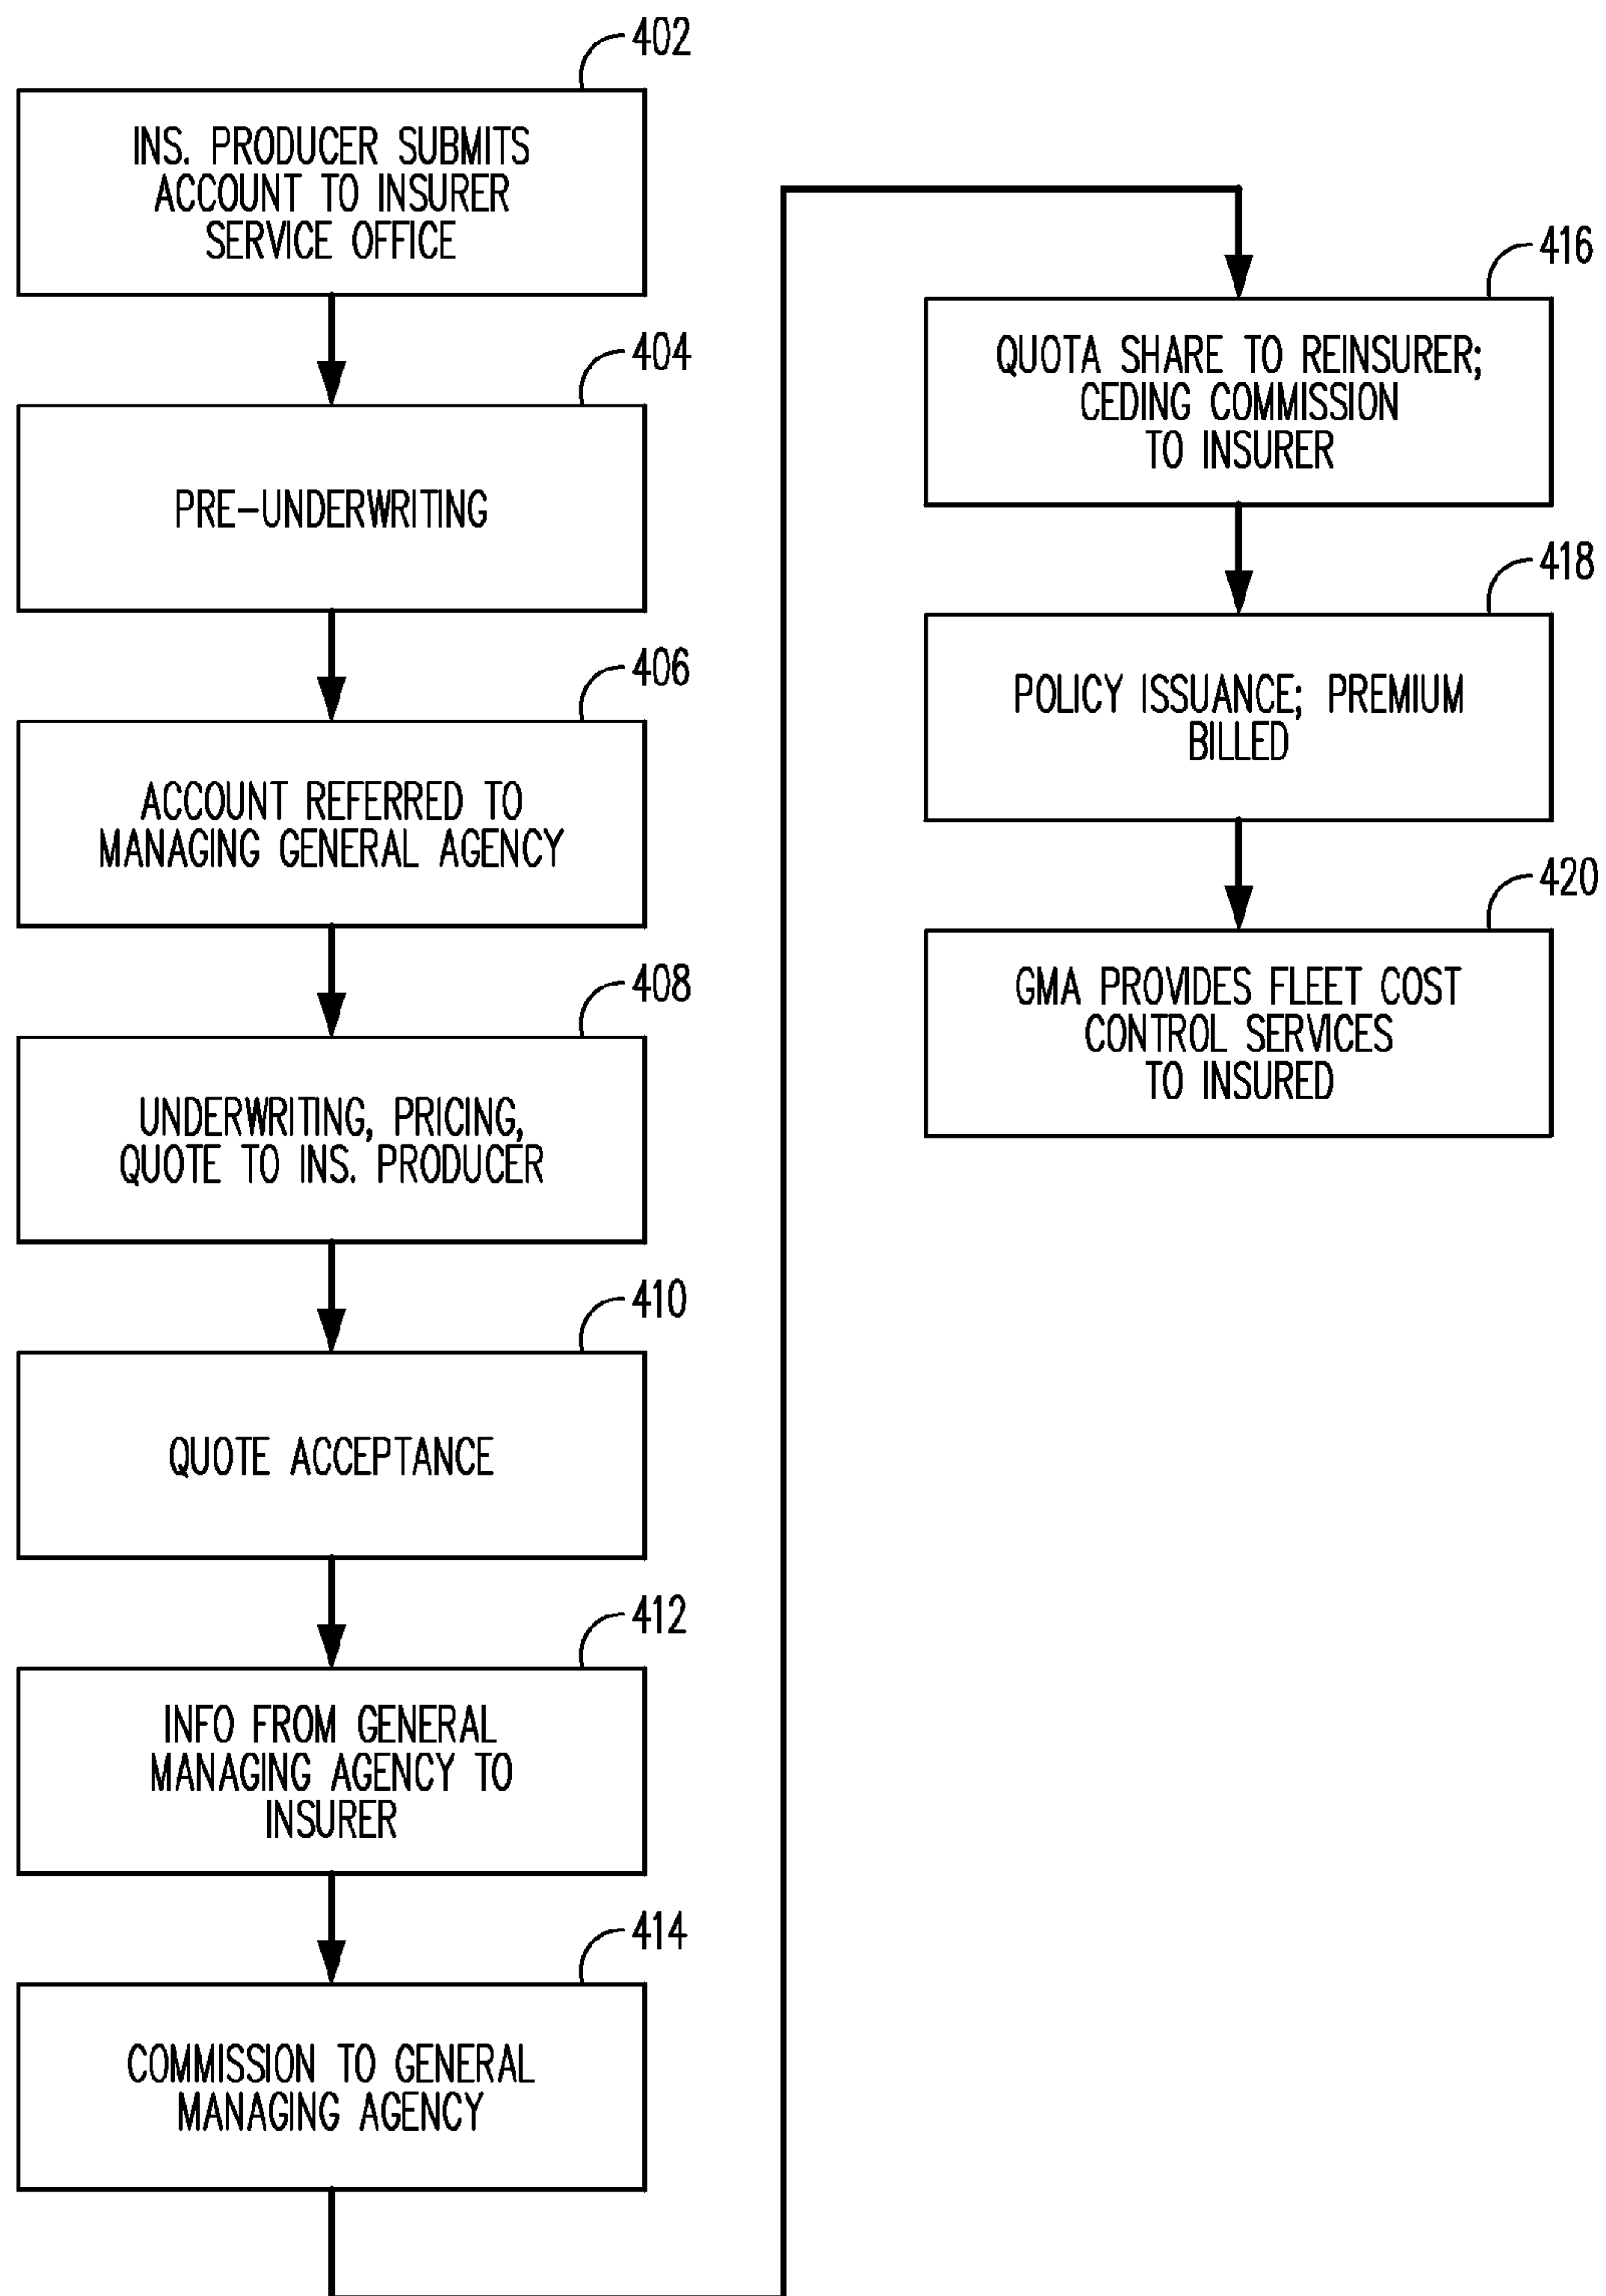 402
INS. PRODUCER SUBMITS
ACCOUNT TO INSURER
SERVICE OFFICE
404
PRE-UNDERWRITING
406
ACCOUNT REFERRED TO
MANAGING GENERAL AGENCY
408
UNDERWRITING, PRICING,
QUOTE TO INS. PRODUCER
410
QUOTE ACCEPTANCE
412
INFO FROM GENERAL
MANAGING AGENCY TO
INSURER
414
COMMISSION TO GENERAL
MANAGING AGENCY
416
QUOTA SHARE TO REINSURER;
CEDING COMMISSION
TO INSURER
418
POLICY ISSUANCE; PREMIUM
BILLED
420
GMA PROVIDES FLEET COST
CONTROL SERVICES
TO INSURED